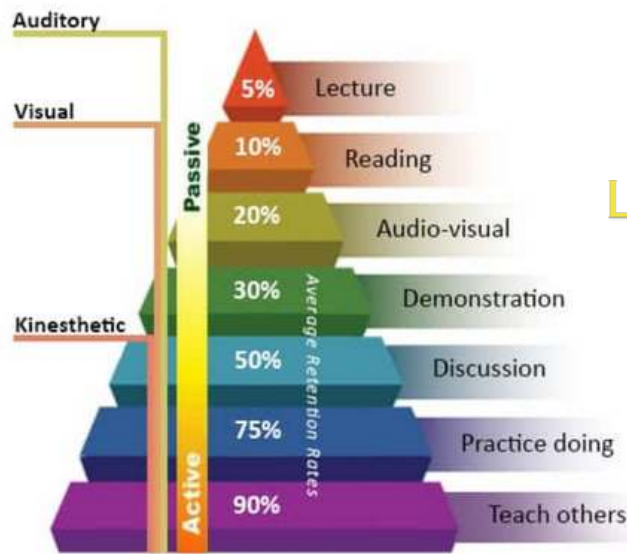 Auditory
Visual
Kinesthetic
Passive
Active
5% Lecture
10% Reading
20% Audio-visual
30% Demonstration
50% Discussion
75% Practice doing
90% Teach others
Average Retention Rates
L